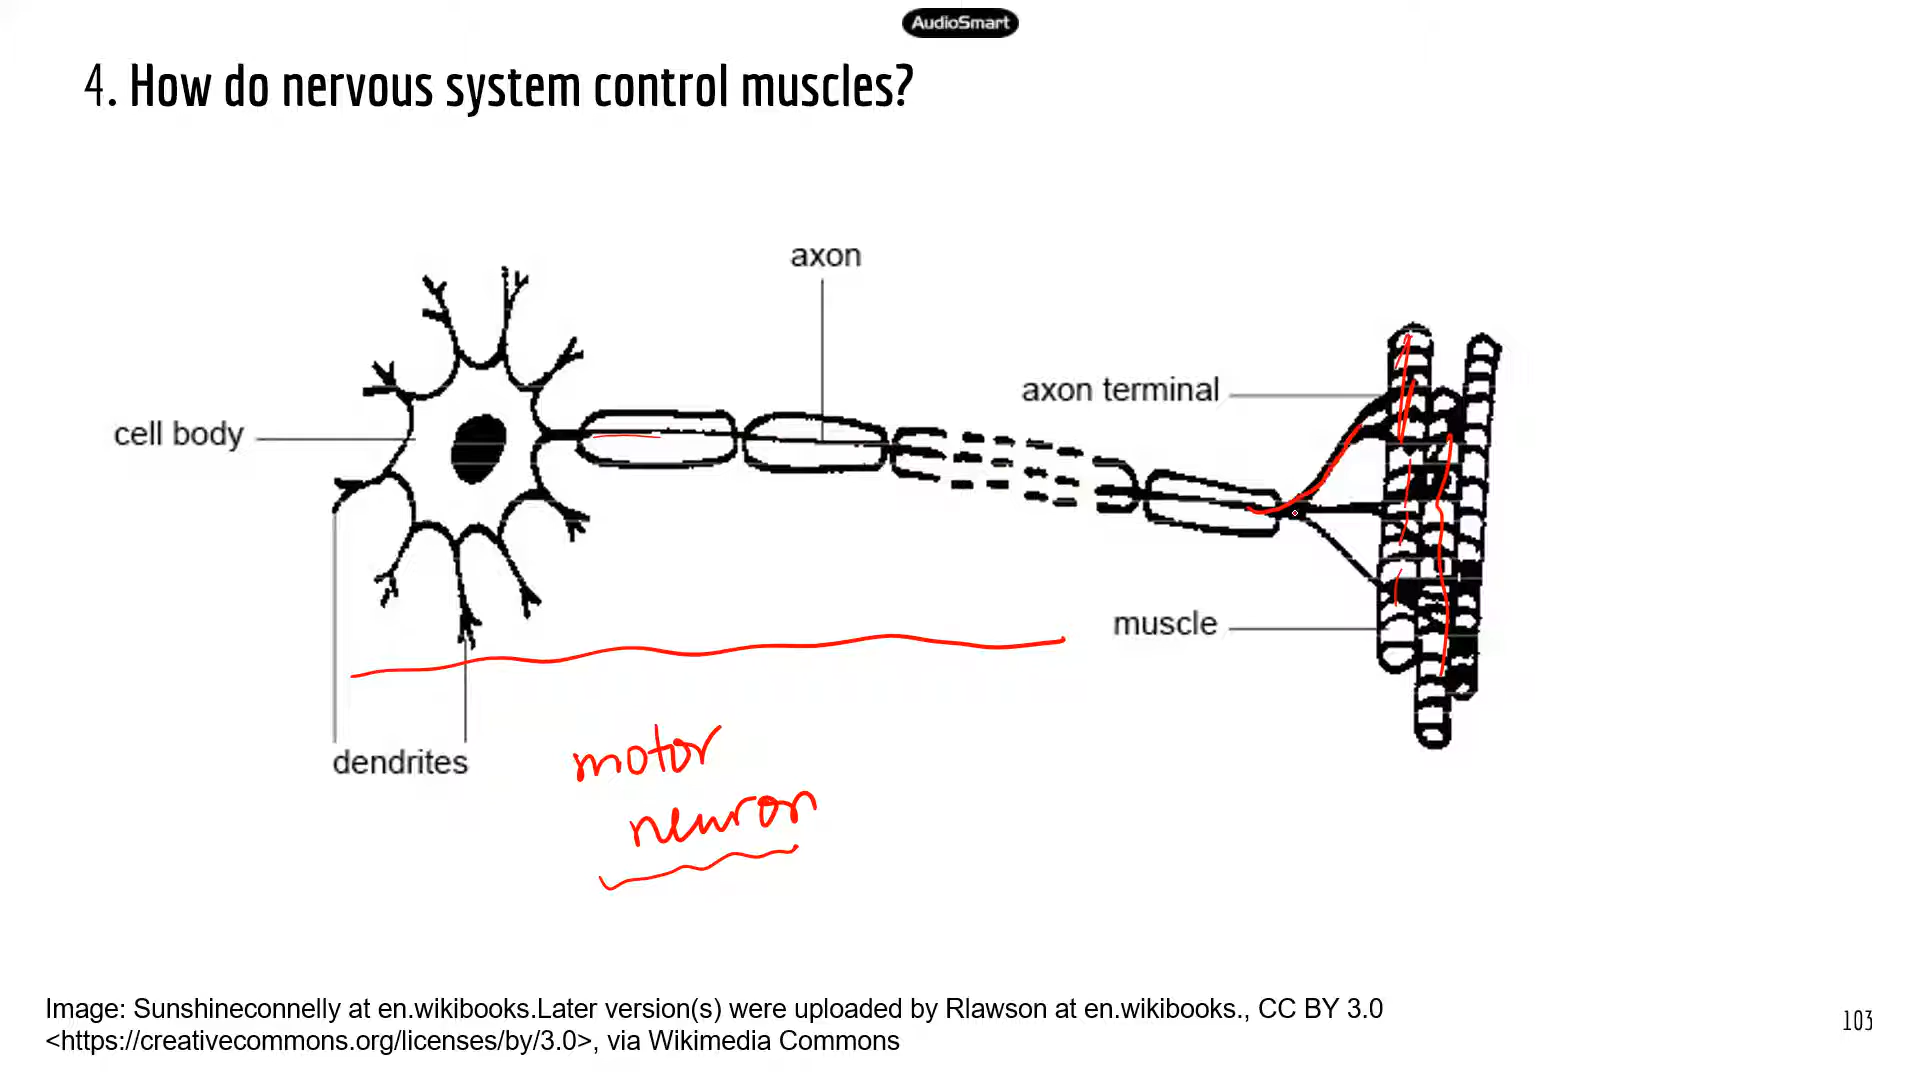 AudioSmart
4. How do nervous system control muscles?
axon
axon terminal
cell body
muscle
dendrites
motor
neuron
Image: Sunshineconnelly at en.wikibooks.Later version(s) were uploaded by Rlawson at en.wikibooks., CC BY 3.0
<https://creativecommons.org/licenses/by/3.0>, via Wikimedia Commons
103